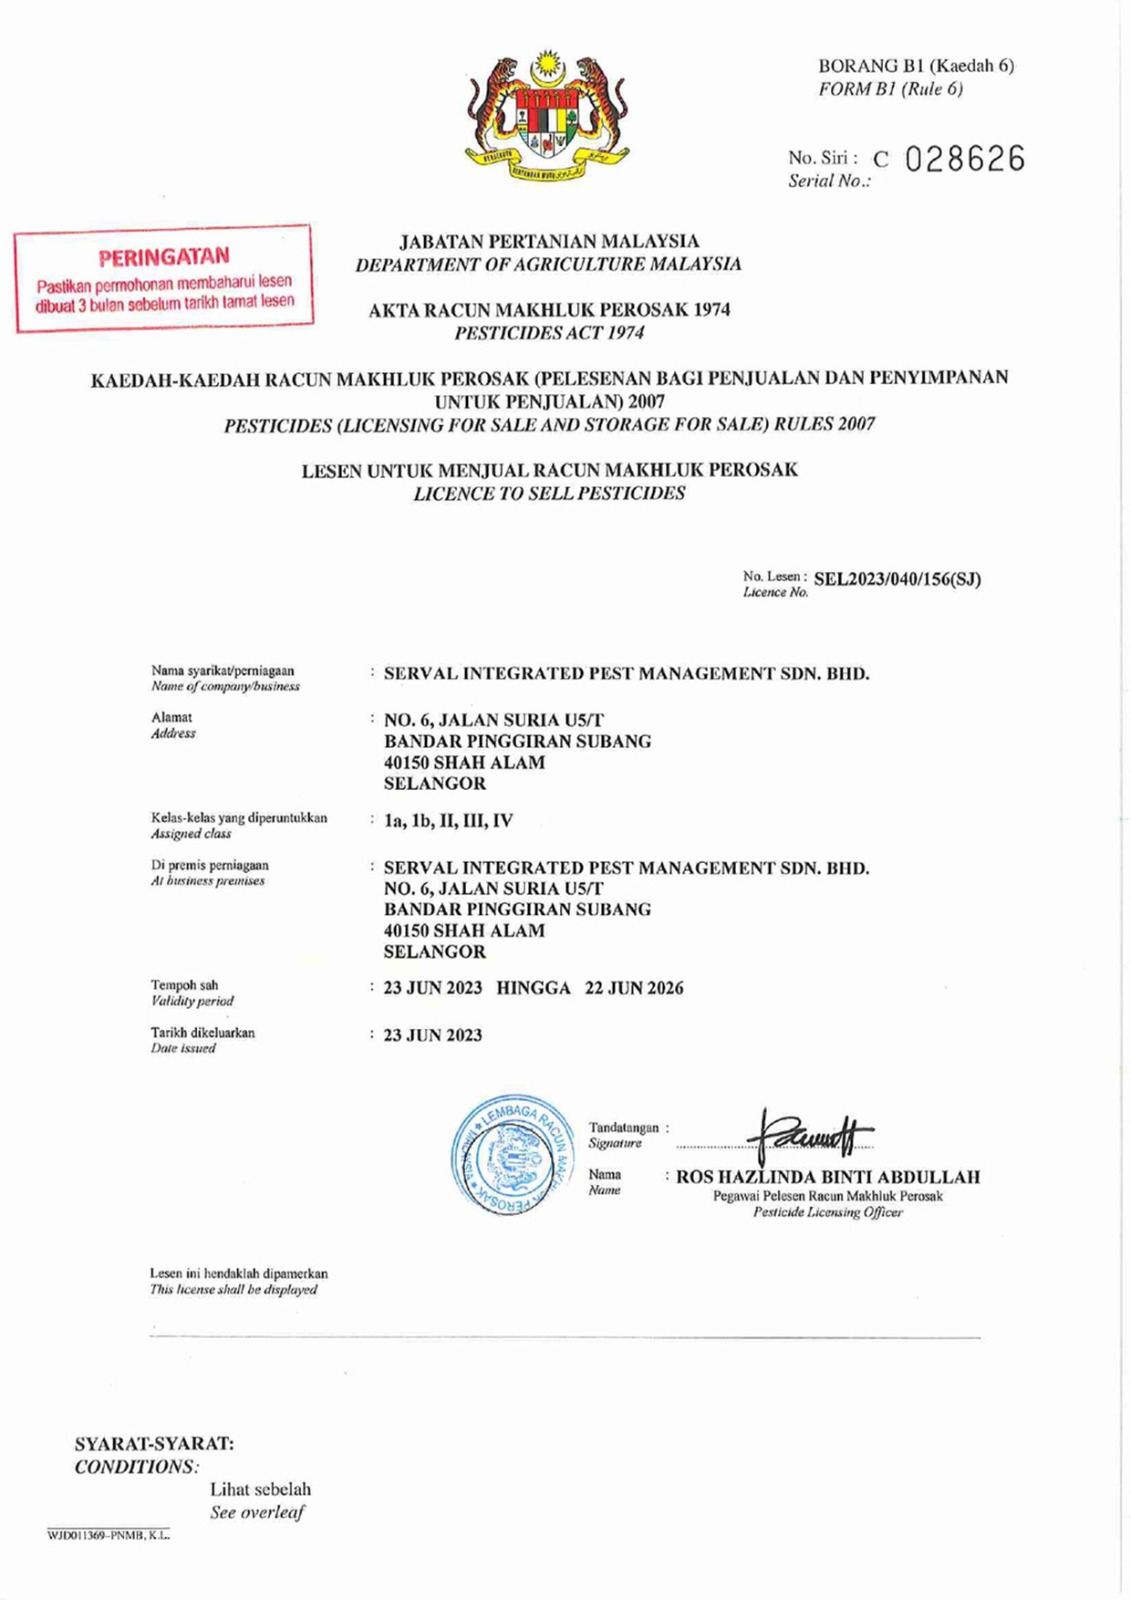 BORANG B1 (Kaedah 6)
FORM B1 (Rule 6)
No. Siri : C 028626
Serial No.:
PERINGATAN
Pastikan permohonan membaharui lesen
dibuat 3 bulan sebelum tarikh tamat lesen
JABATAN PERTANIAN MALAYSIA
DEPARTMENT OF AGRICULTURE MALAYSIA
AKTA RACUN MAKHLUK PEROSAK 1974
PESTICIDES ACT 1974
KAEDAH-KAEDAH RACUN MAKHLUK PEROSAK (PELESENAN BAGI PENJUALAN DAN PENYIMPANAN
UNTUK PENJUALAN) 2007
PESTICIDES (LICENSING FOR SALE AND STORAGE FOR SALE) RULES 2007
LESEN UNTUK MENJUAL RACUN MAKHLUK PEROSAK
LICENCE TO SELL PESTICIDES
No. Lesen : SEL2023/040/156(SJ)
Licence No.
Nama syarikat/perniagaan : SERVAL INTEGRATED PEST MANAGEMENT SDN. BHD.
Name of company/business
Alamat : NO. 6, JALAN SURIA U5/T
Address
BANDAR PINGGIRAN SUBANG
40150 SHAH ALAM
SELANGOR
Kelas-kelas yang diperuntukkan : 1a, 1b, II, III, IV
Assigned class
Di premis perniagaan : SERVAL INTEGRATED PEST MANAGEMENT SDN. BHD.
At business premises
NO. 6, JALAN SURIA U5/T
BANDAR PINGGIRAN SUBANG
40150 SHAH ALAM
SELANGOR
Tempoh sah : 23 JUN 2023 HINGGA 22 JUN 2026
Validity period
Tarikh dikeluarkan : 23 JUN 2023
Date issued
LEMBAGA RACUN MAKHLUK PEROSAK * MALAYSIA *
Tandatangan :
Signature
Nama : ROS HAZLINDA BINTI ABDULLAH
Name
Pegawai Pelesen Racun Makhluk Perosak
Pesticide Licensing Officer
Lesen ini hendaklah dipamerkan
This license shall be displayed
SYARAT-SYARAT:
CONDITIONS:
Lihat sebelah
See overleaf
WJD011369–PNMB, K.L.